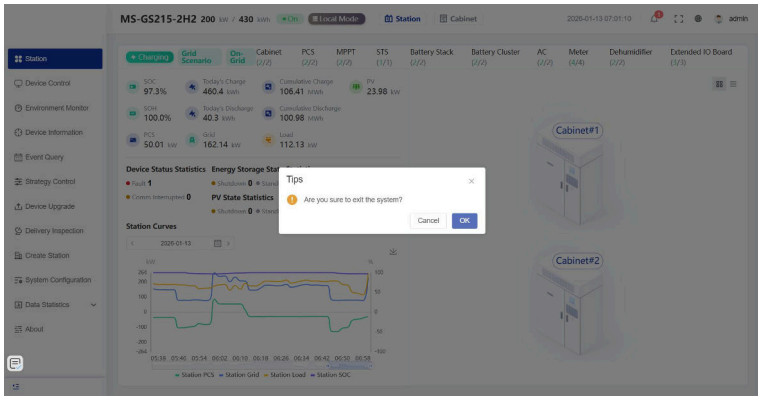 MS-GS215-2H2 200 kW / 430 kWh On Local Mode Station Cabinet 2026-01-13 07:01:10 admin
Station
Device Control
Environment Monitor
Device Information
Event Query
Strategy Control
Device Upgrade
Delivery Inspection
Create Station
System Configuration
Data Statistics
About
Charging Grid Scenario On-Grid
Cabinet PCS MPPT STS Battery Stack Battery Cluster AC Meter Dehumidifier Extended IO Board
(2/2) (2/2) (2/2) (1/1) (2/2) (2/2) (2/2) (4/4) (2/2) (3/3)
SOC Today's Charge Cumulative Charge PV
97.3% 460.4 kWh 106.41 MWh 23.98 kW
SOH Today's Discharge Cumulative Discharge
100.0% 40.3 kWh 100.98 MWh
PCS Grid Load
50.01 kW 162.14 kW 112.13 kW
Device Status Statistics Energy Storage Stat
Fault 1 Shutdown 0 Stand
Comm Interrupted 0 PV State Statistics
Shutdown 0 Stand
Tips
Are you sure to exit the system?
Cancel OK
Cabinet#1
Cabinet#2
Station Curves
2026-01-13
kW %
264 100
200
100 50
0 0
-100 -50
-200
-264 -100
05:38 05:46 05:54 06:02 06:10 06:18 06:26 06:34 06:42 06:50 06:58
Station PCS Station Grid Station Load Station SOC